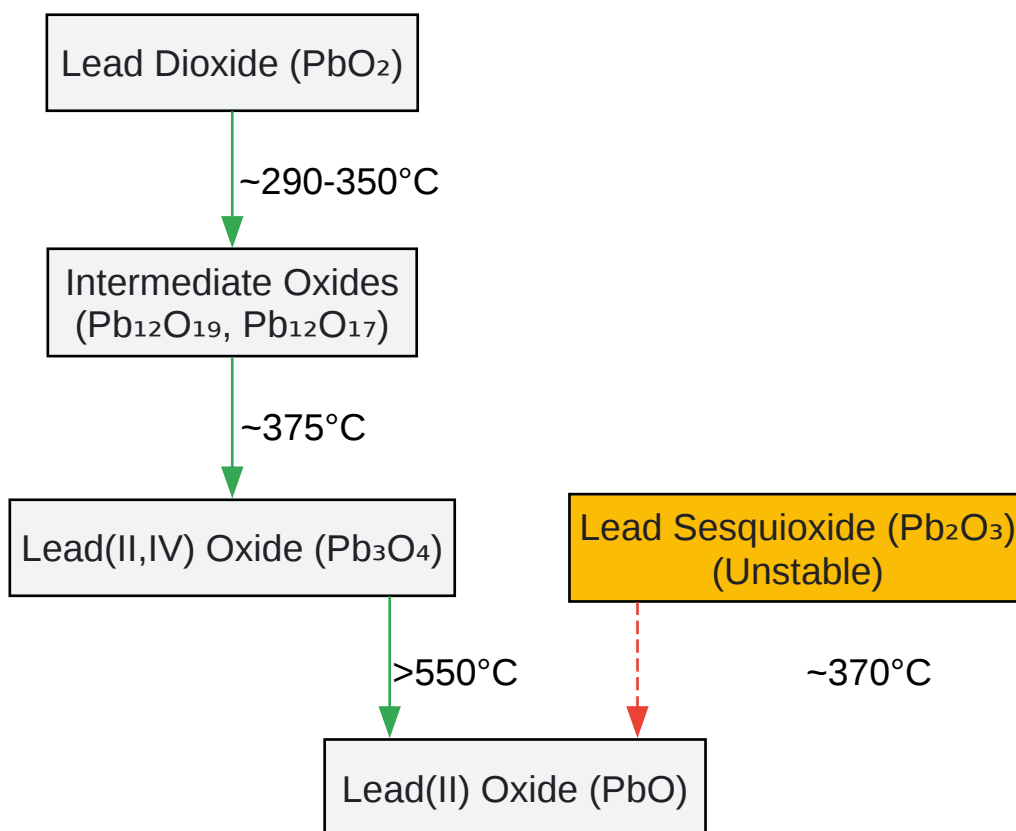 Lead Dioxide (PbO₂)
~290-350°C
Intermediate Oxides
(Pb₁₂O₁₉, Pb₁₂O₁₇)
~375°C
Lead(II,IV) Oxide (Pb₃O₄)
Lead Sesquioxide (Pb₂O₃)
(Unstable)
>550°C
~370°C
Lead(II) Oxide (PbO)